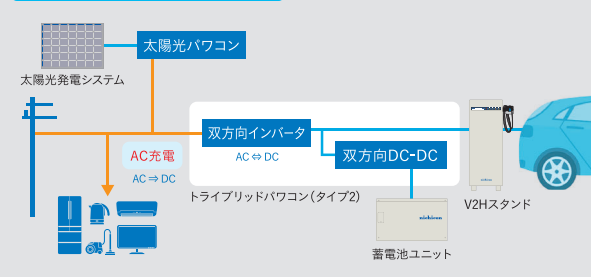 太陽光パワコン
太陽光発電システム
双方向インバータ
AC⇔DC
AC充電
AC⇒DC
双方向DC-DC
トライブリッドパワコン(タイプ2)
V2Hスタンド
nichicon
蓄電池ユニット